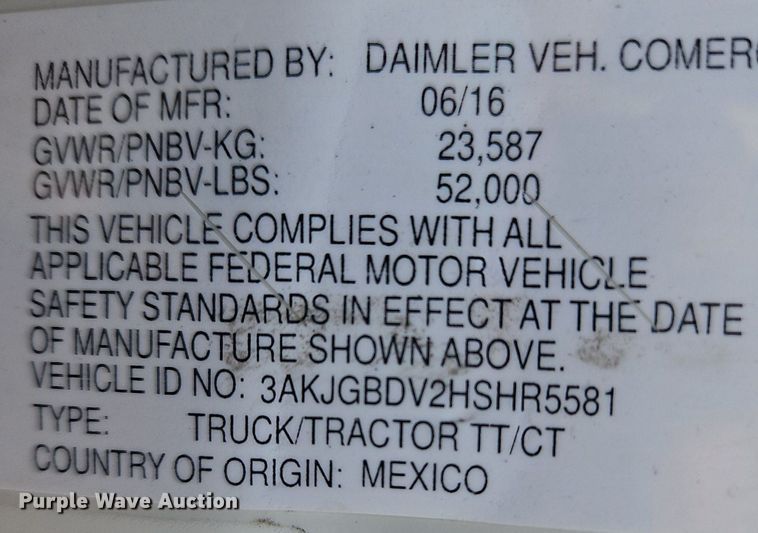 MANUFACTURED BY: DAIMLER VEH. COMER
DATE OF MFR: 06/16
GVWR/PNBV-KG: 23,587
GVWR/PNBV-LBS: 52,000
THIS VEHICLE COMPLIES WITH ALL
APPLICABLE FEDERAL MOTOR VEHICLE
SAFETY STANDARDS IN EFFECT AT THE DATE
OF MANUFACTURE SHOWN ABOVE.
VEHICLE ID NO: 3AKJGBDV2HSHR5581
TYPE: TRUCK/TRACTOR TT/CT
COUNTRY OF ORIGIN: MEXICO
Purple Wave Auction